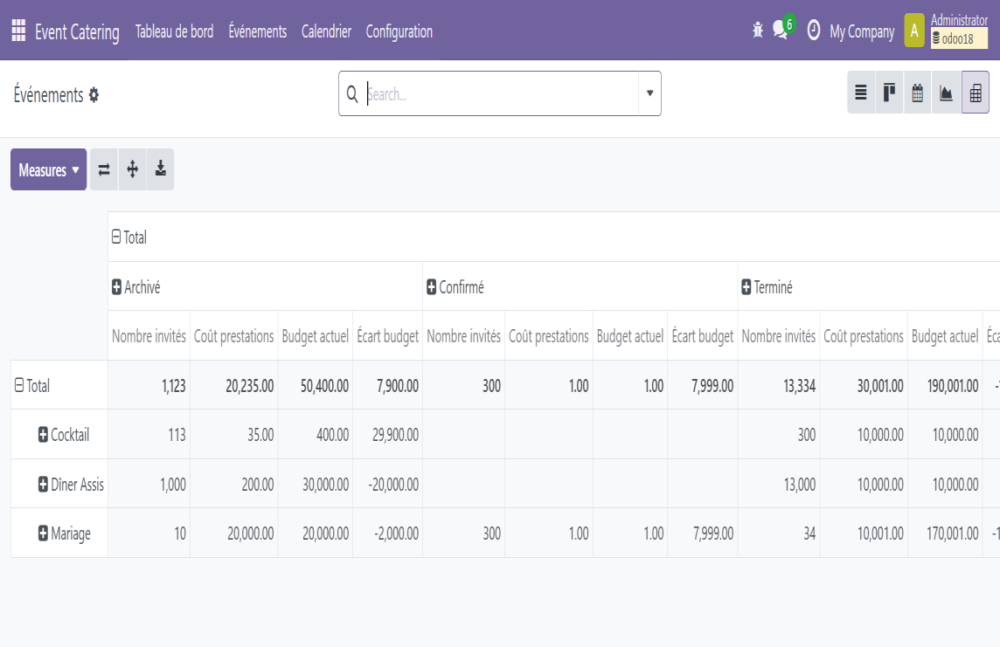 Event Catering Tableau de bord Événements Calendrier Configuration 6 My Company A Administrator
odoo18
Événements Search...
Measures
Total
Archivé Confirmé Terminé
Nombre invités Coût prestations Budget actuel Écart budget Nombre invités Coût prestations Budget actuel Écart budget Nombre invités Coût prestations Budget actuel
Total 1,123 20,235.00 50,400.00 7,900.00 300 1.00 1.00 7,999.00 13,334 30,001.00 190,001.00
Cocktail 113 35.00 400.00 29,900.00 300 10,000.00 10,000.00
Dîner Assis 1,000 200.00 30,000.00 -20,000.00 13,000 10,000.00 10,000.00
Mariage 10 20,000.00 20,000.00 -2,000.00 300 1.00 1.00 7,999.00 34 10,001.00 170,001.00